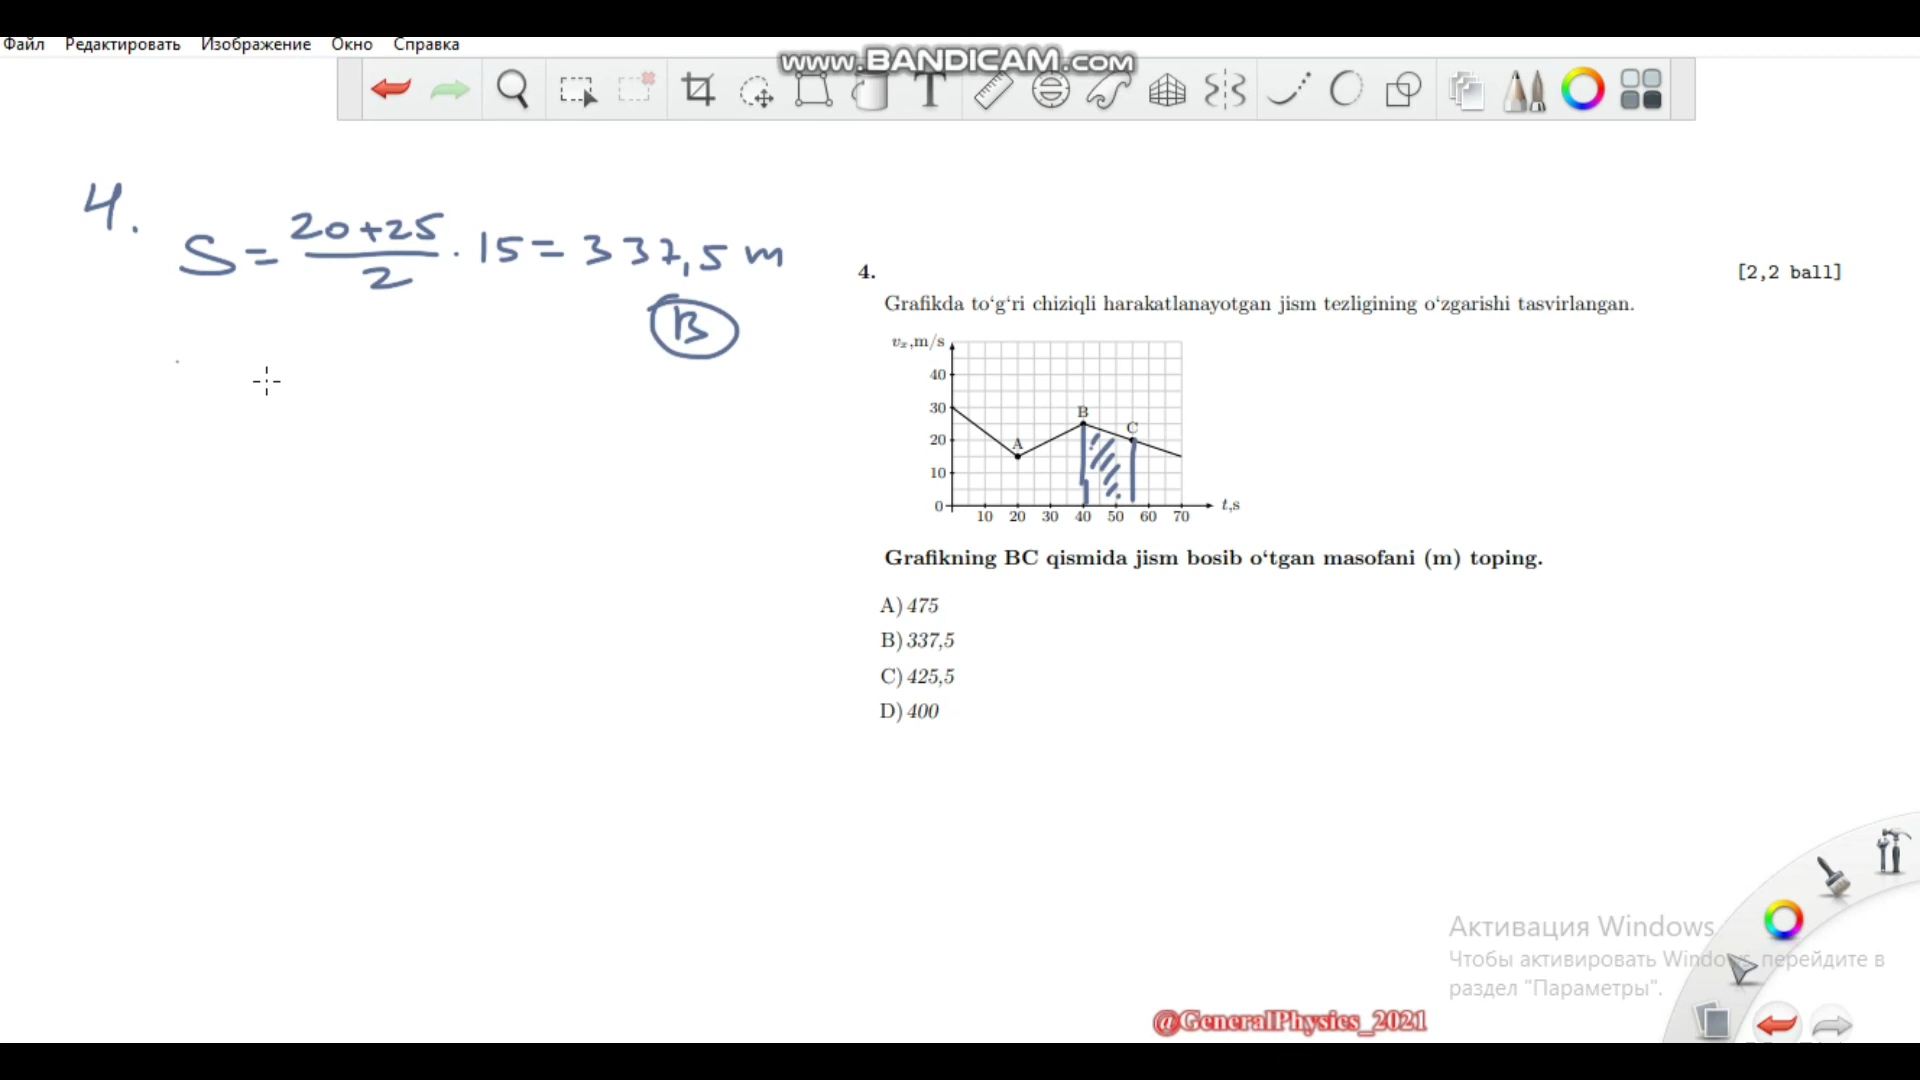 Файл Редактировать Изображение Окно Справка
www.BANDICAM.com
4.
S = 20+25 / 2 · 15 = 337,5 m
B
4. [2,2 ball]
Grafikda to‘g‘ri chiziqli harakatlanayotgan jism tezligining o‘zgarishi tasvirlangan.
vₓ,m/s
40
30
20
10
0
A
B
C
10 20 30 40 50 60 70
t,s
Grafikning BC qismida jism bosib o‘tgan masofani (m) toping.
A) 475
B) 337,5
C) 425,5
D) 400
Активация Windows
Чтобы активировать Windows, перейдите в
раздел "Параметры".
@GeneralPhysics_2021